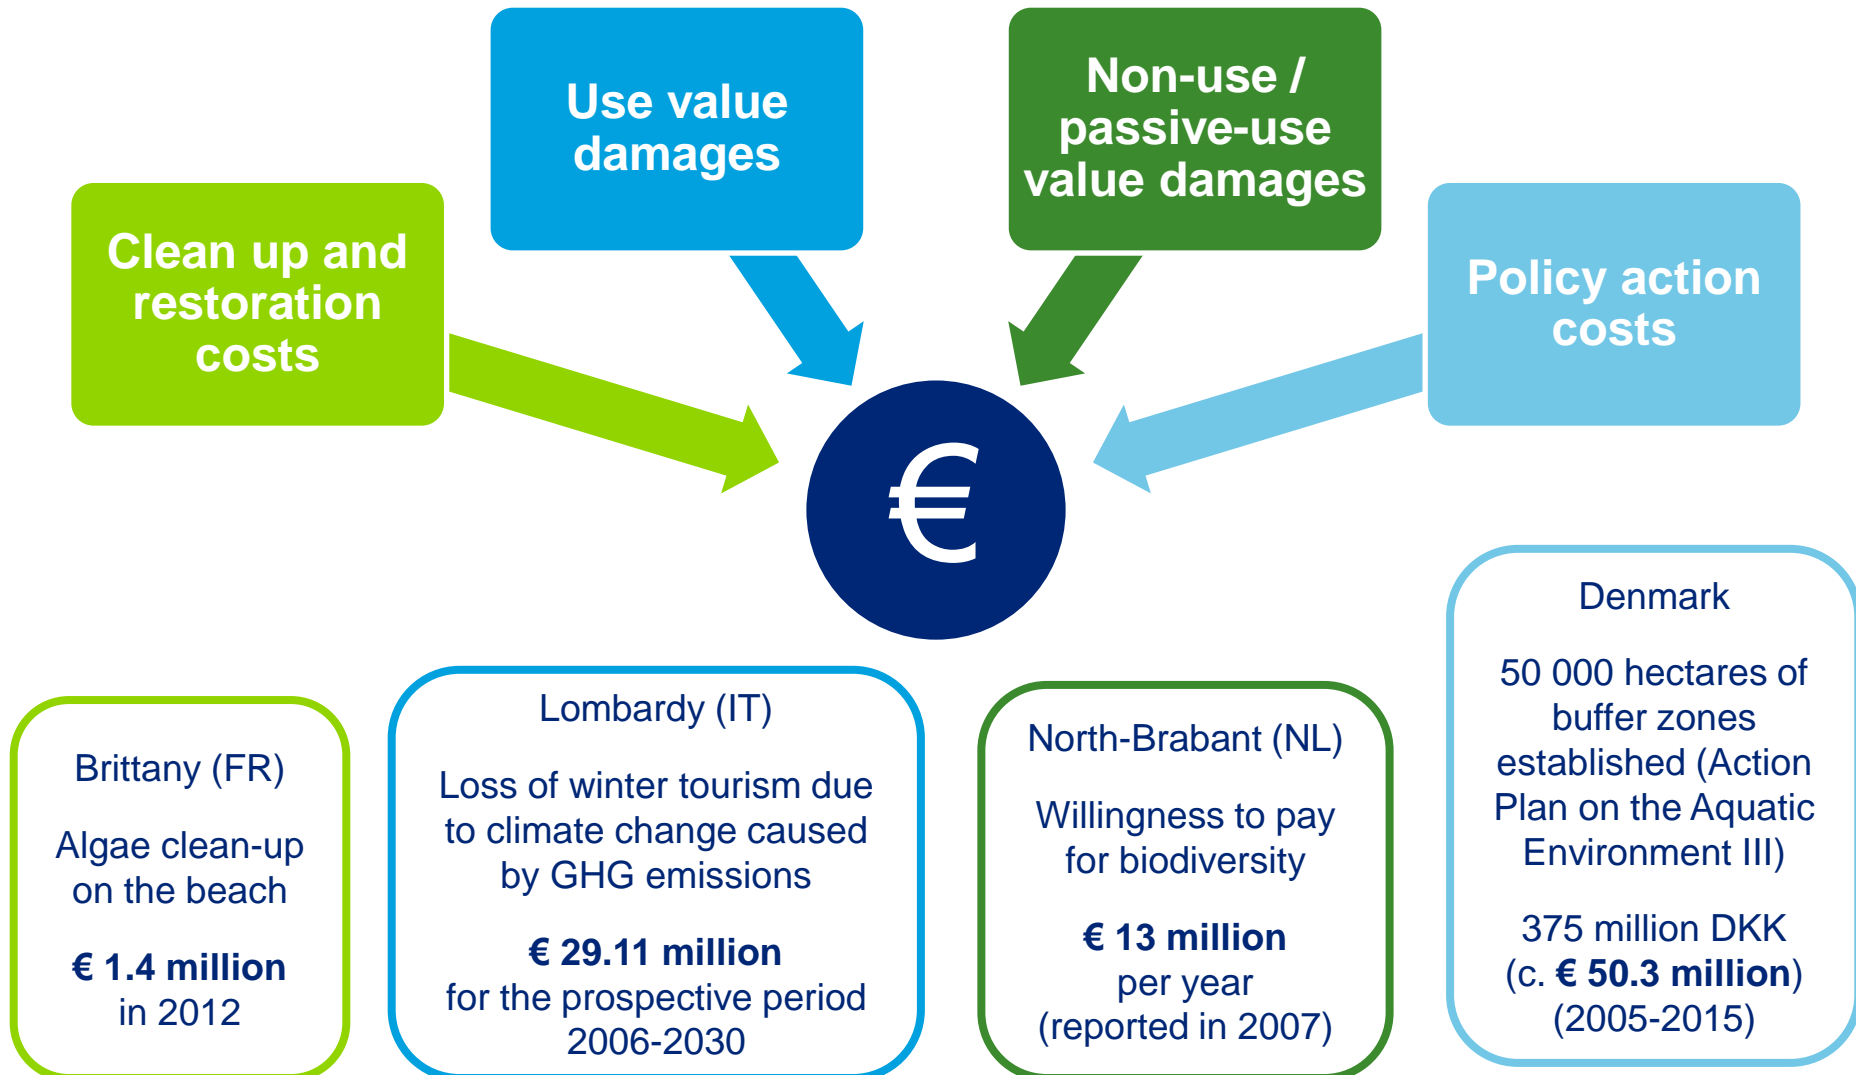 Clean up and
restoration
costs
Use value
damages
Non-use /
passive-use
value damages
Policy action
costs
€
Brittany (FR)
Algae clean-up
on the beach
€ 1.4 million
in 2012
Lombardy (IT)
Loss of winter tourism due
to climate change caused
by GHG emissions
€ 29.11 million
for the prospective period
2006-2030
North-Brabant (NL)
Willingness to pay
for biodiversity
€ 13 million
per year
(reported in 2007)
Denmark
50 000 hectares of
buffer zones
established (Action
Plan on the Aquatic
Environment III)
375 million DKK
(c. € 50.3 million)
(2005-2015)